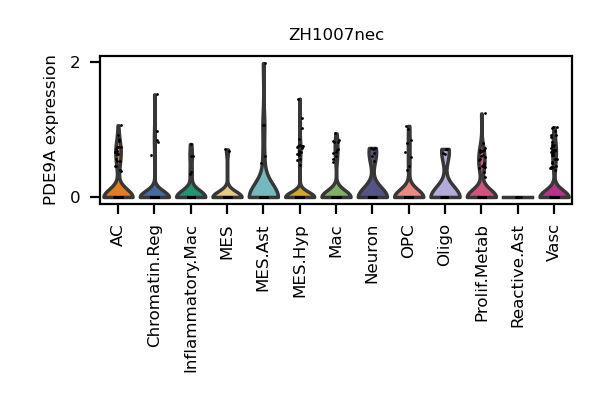 ZH1007nec
PDE9A expression
2
0
AC
Chromatin.Reg
Inflammatory.Mac
MES
MES.Ast
MES.Hyp
Mac
Neuron
OPC
Oligo
Prolif.Metab
Reactive.Ast
Vasc